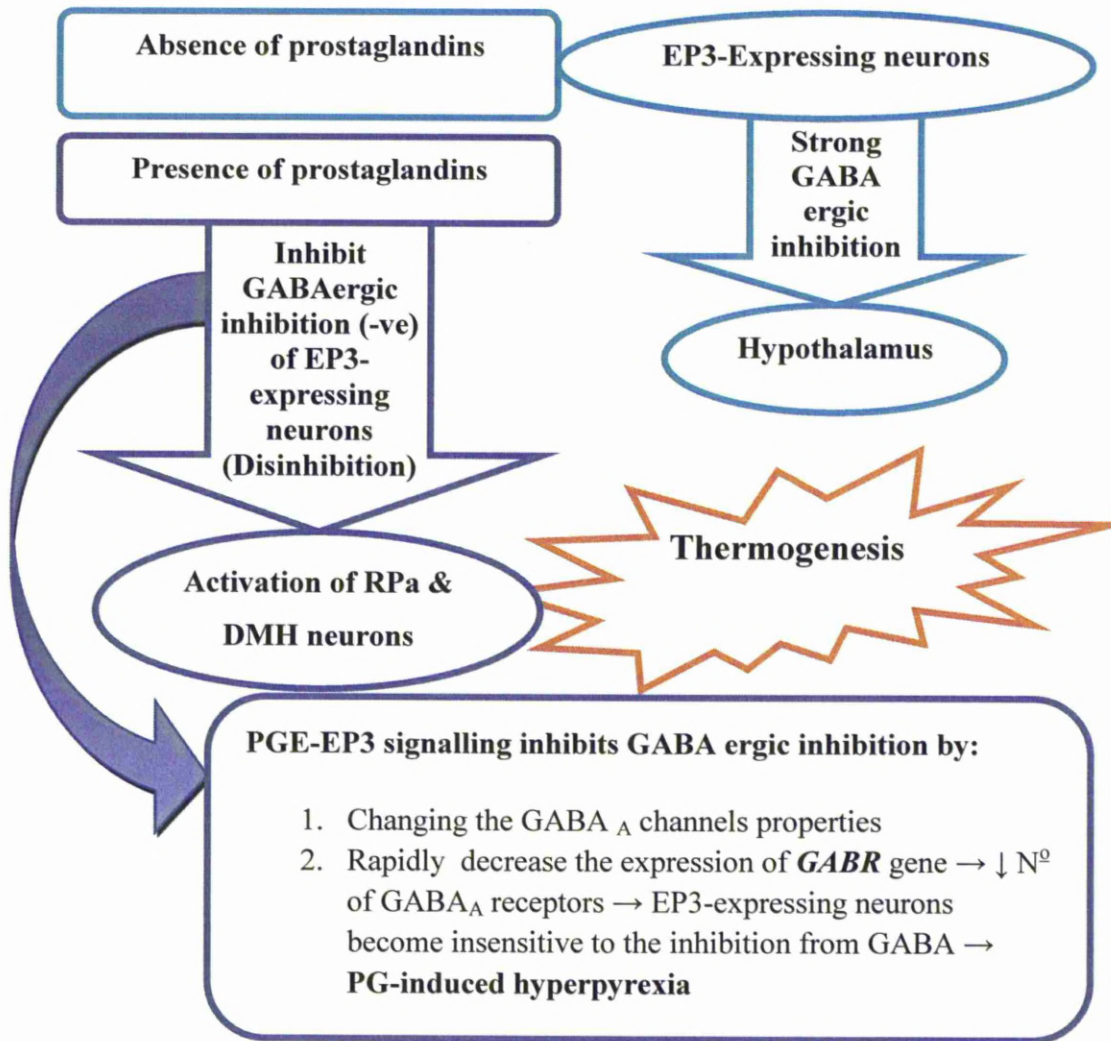 Absence of prostaglandins
EP3-Expressing neurons
Strong
GABA
ergic
inhibition
Hypothalamus
Presence of prostaglandins
Inhibit
GABAergic
inhibition (-ve)
of EP3-
expressing
neurons
(Disinhibition)
Activation of RPa &
DMH neurons
Thermogenesis
PGE-EP3 signalling inhibits GABA ergic inhibition by:
1. Changing the GABA A channels properties
2. Rapidly decrease the expression of GABR gene → ↓ Nº
of GABAA receptors → EP3-expressing neurons
become insensitive to the inhibition from GABA →
PG-induced hyperpyrexia